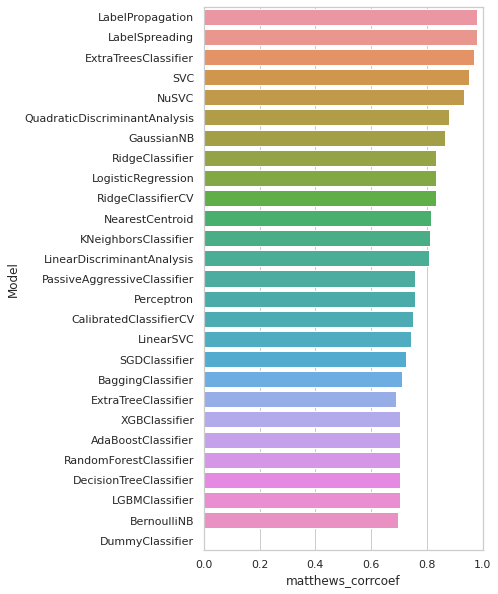 LabelPropagation
LabelSpreading
ExtraTreesClassifier
SVC
NuSVC
QuadraticDiscriminantAnalysis
GaussianNB
RidgeClassifier
LogisticRegression
RidgeClassifierCV
NearestCentroid
KNeighborsClassifier
LinearDiscriminantAnalysis
PassiveAggressiveClassifier
Perceptron
CalibratedClassifierCV
LinearSVC
SGDClassifier
BaggingClassifier
ExtraTreeClassifier
XGBClassifier
AdaBoostClassifier
RandomForestClassifier
DecisionTreeClassifier
LGBMClassifier
BernoulliNB
DummyClassifier
Model
0.0 0.2 0.4 0.6 0.8 1.0
matthews_corrcoef